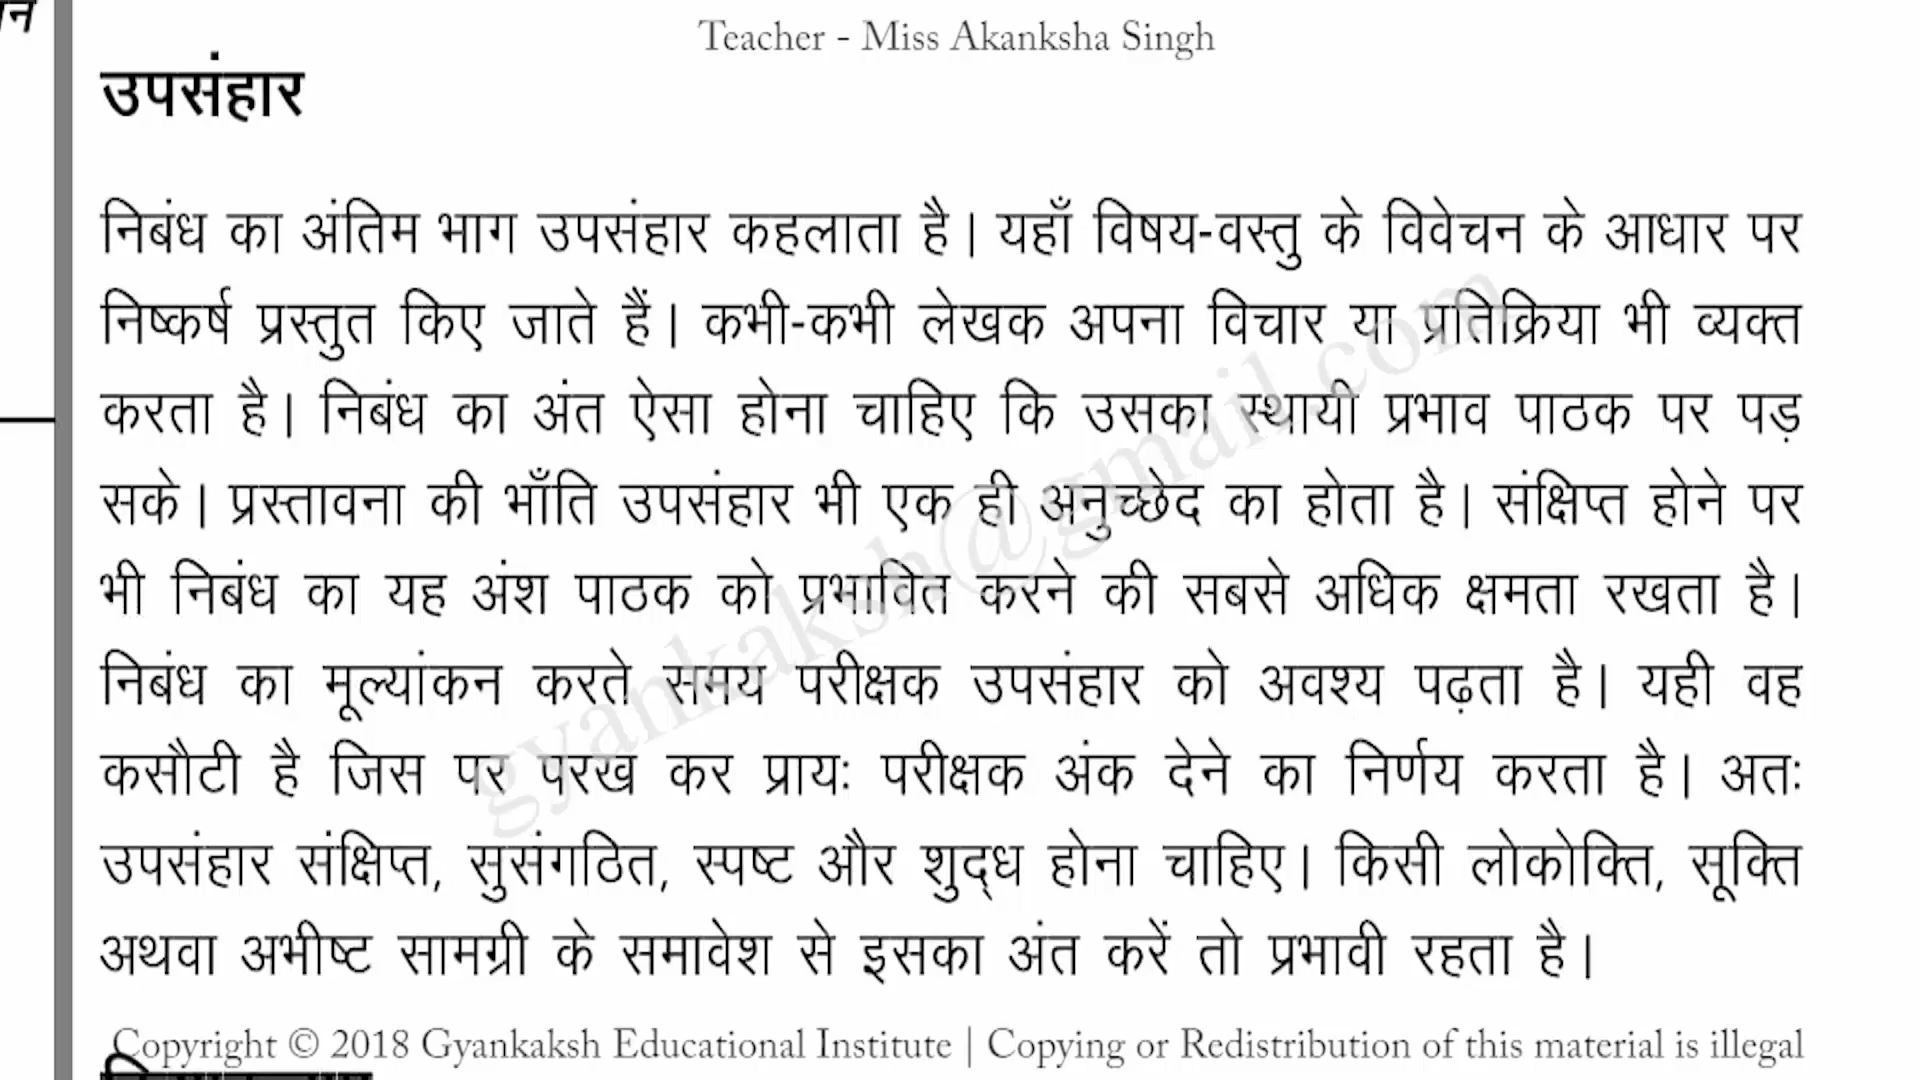 Teacher - Miss Akanksha Singh
उपसंहार
निबंध का अंतिम भाग उपसंहार कहलाता है। यहाँ विषय-वस्तु के विवेचन के आधार पर
निष्कर्ष प्रस्तुत किए जाते हैं। कभी-कभी लेखक अपना विचार या प्रतिक्रिया भी व्यक्त
करता है। निबंध का अंत ऐसा होना चाहिए कि उसका स्थायी प्रभाव पाठक पर पड़
सके। प्रस्तावना की भाँति उपसंहार भी एक ही अनुच्छेद का होता है। संक्षिप्त होने पर
भी निबंध का यह अंश पाठक को प्रभावित करने की सबसे अधिक क्षमता रखता है।
निबंध का मूल्यांकन करते समय परीक्षक उपसंहार को अवश्य पढ़ता है। यही वह
कसौटी है जिस पर परख कर प्रायः परीक्षक अंक देने का निर्णय करता है। अतः
उपसंहार संक्षिप्त, सुसंगठित, स्पष्ट और शुद्ध होना चाहिए। किसी लोकोक्ति, सूक्ति
अथवा अभीष्ट सामग्री के समावेश से इसका अंत करें तो प्रभावी रहता है।
gyankaksh@gmail.com
Copyright © 2018 Gyankaksh Educational Institute | Copying or Redistribution of this material is illegal